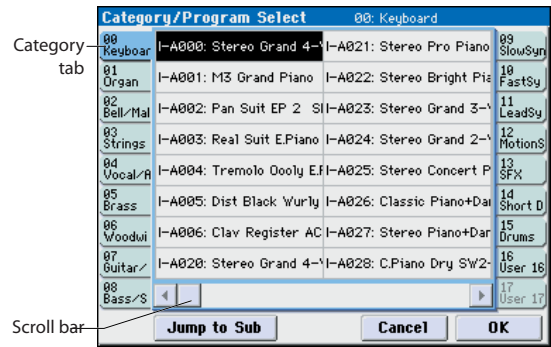 Category/Program Select 00: Keyboard
Category tab
00 Keyboar
01 Organ
02 Bell/Mal
03 Strings
04 Vocal/A
05 Brass
06 Woodwi
07 Guitar/
08 Bass/S
I-A000: Stereo Grand 4-
I-A001: M3 Grand Piano
I-A002: Pan Suit EP 2 S
I-A003: Real Suit E.Piano
I-A004: Tremolo Oooly E.
I-A005: Dist Black Wurly
I-A006: Clav Register AC
I-A020: Stereo Grand 4-
I-A021: Stereo Pro Piano
I-A022: Stereo Bright Pia
I-A023: Stereo Grand 3-
I-A024: Stereo Grand 2-
I-A025: Stereo Concert P
I-A026: Classic Piano+Da
I-A027: Stereo Piano+Da
I-A028: C.Piano Dry SW2-
09 SlowSyn
10 FastSy
11 LeadSy
12 MotionS
13 SFX
14 Short D
15 Drums
16 User 16
17 User 17
Scroll bar
Jump to Sub
Cancel
OK